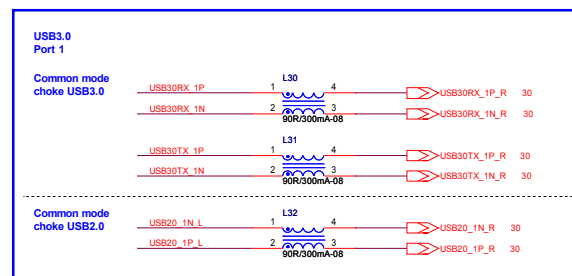 USB3.0
Port 1
Common mode
choke USB3.0
L30
USB30RX_1P 1 4 USB30RX_1P_R 30
USB30RX_1N 2 3 USB30RX_1N_R 30
90R/300mA-08
L31
USB30TX_1P 1 4 USB30TX_1P_R 30
USB30TX_1N 2 3 USB30TX_1N_R 30
90R/300mA-08
Common mode
choke USB2.0
L32
USB20_1N_L 1 4 USB20_1N_R 30
USB20_1P_L 2 3 USB20_1P_R 30
90R/300mA-08